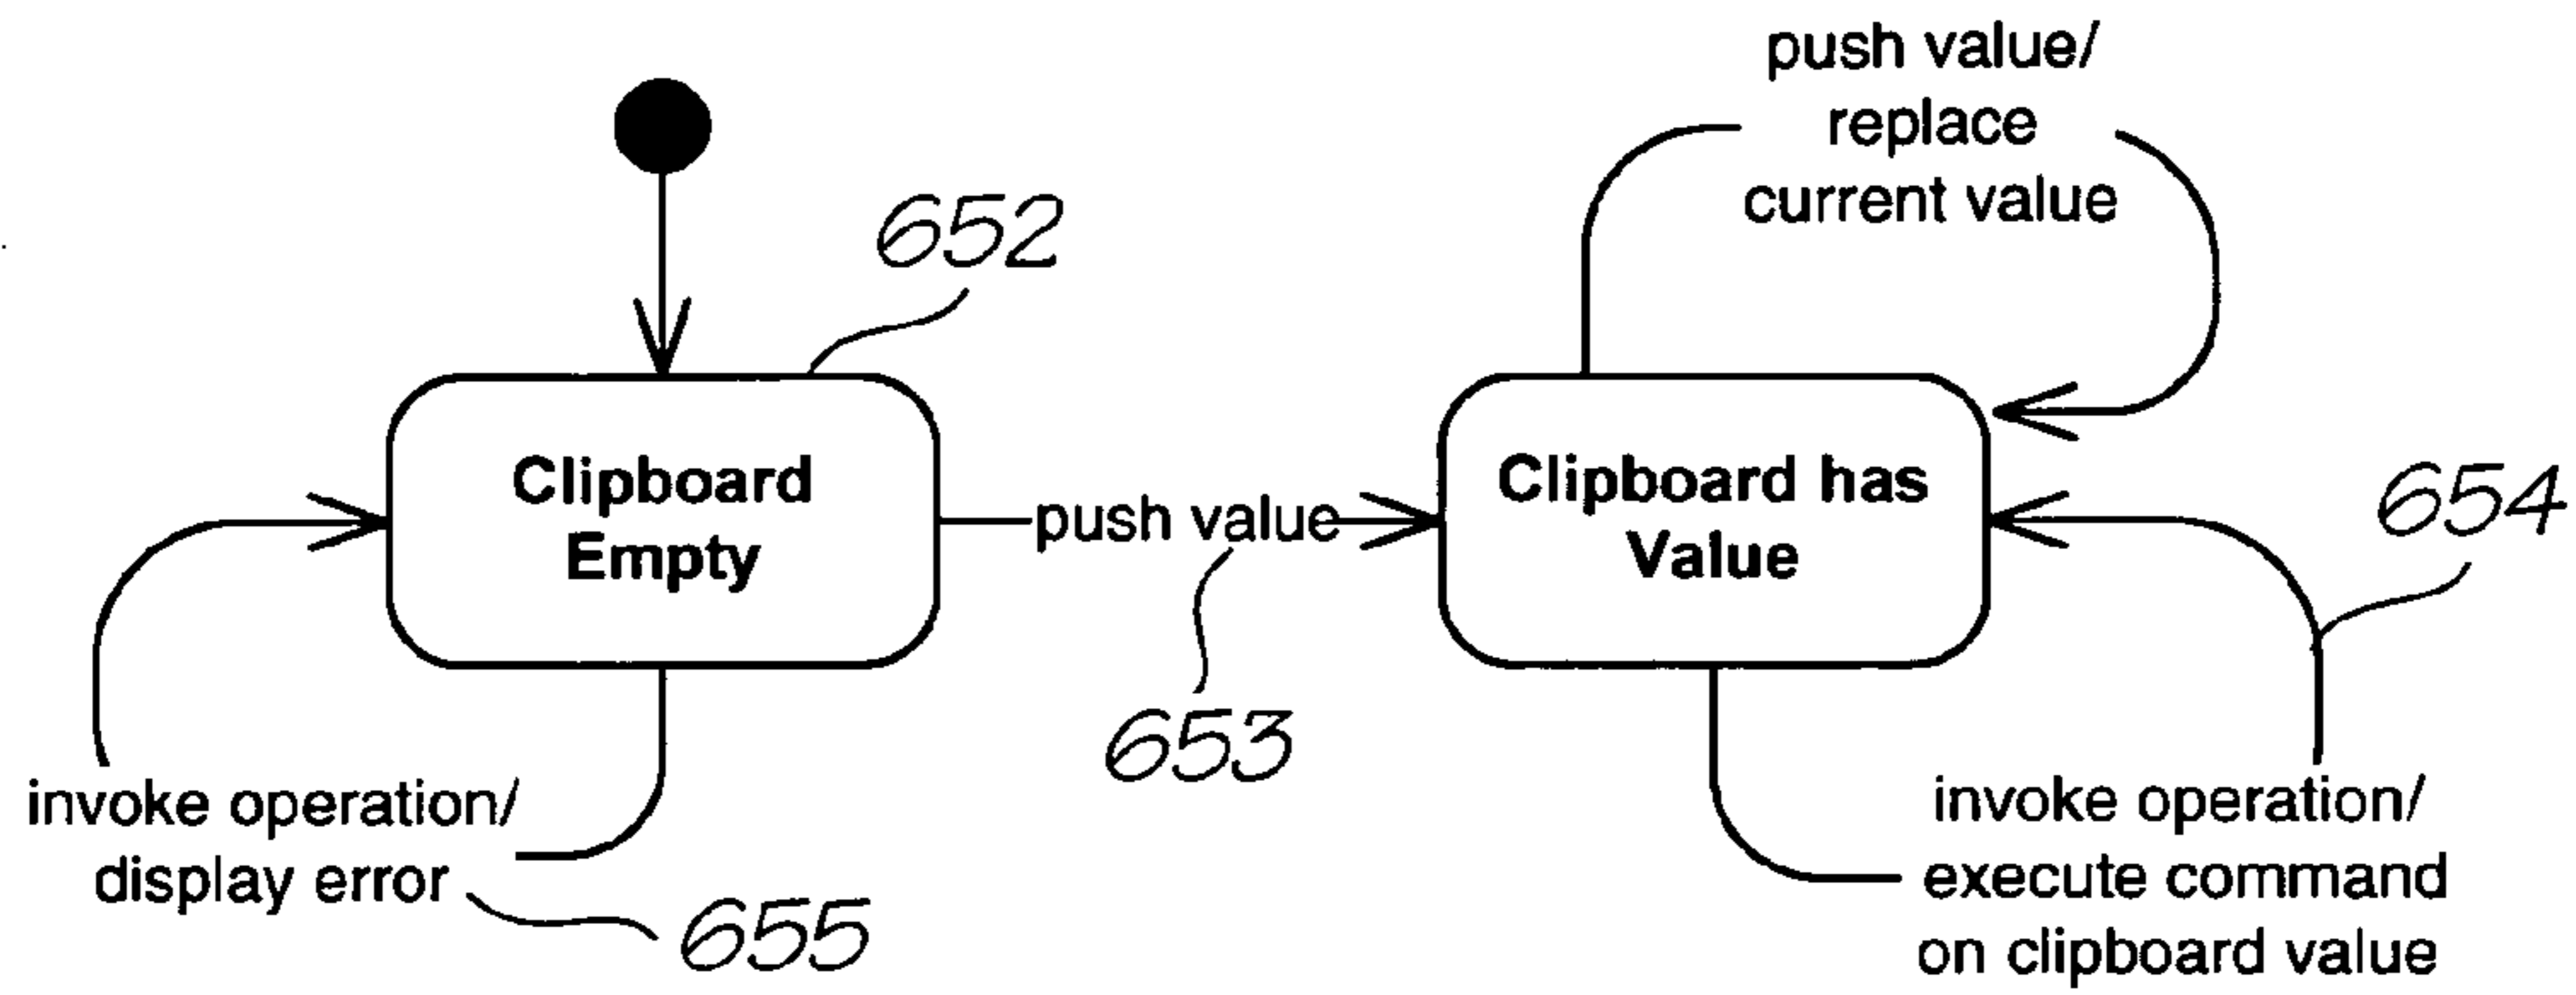 push value/
replace
current value
652
Clipboard
Empty
push value
Clipboard has
Value
654
653
invoke operation/
display error
655
invoke operation/
execute command
on clipboard value